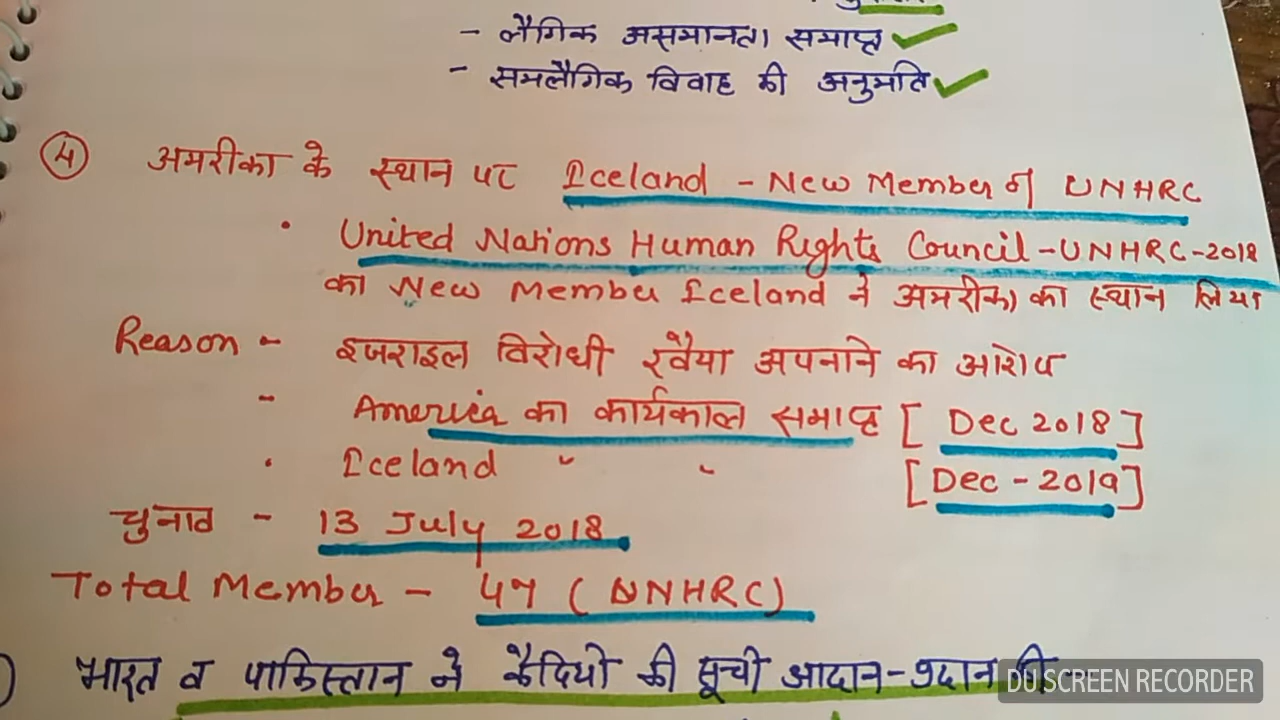 - लैगिक असमानता समाप्त
- समलैगिक विवाह की अनुमति
4 अमरीका के स्थान पर Iceland - New Member of UNHRC
• United Nations Human Rights Council - UNHRC - 2018
का New Member Iceland ने अमरीका का स्थान लिया
Reason - इजराइल विरोधी रवैया अपनाने का आरोप
- America का कार्यकाल समाप्त [Dec 2018]
• Iceland " " [Dec - 2019]
चुनाव - 13 July 2018
Total Member - 47 (UNHRC)
भारत व पाकिस्तान ने कैदियो की सूची आदान-प्रदान की
DU SCREEN RECORDER